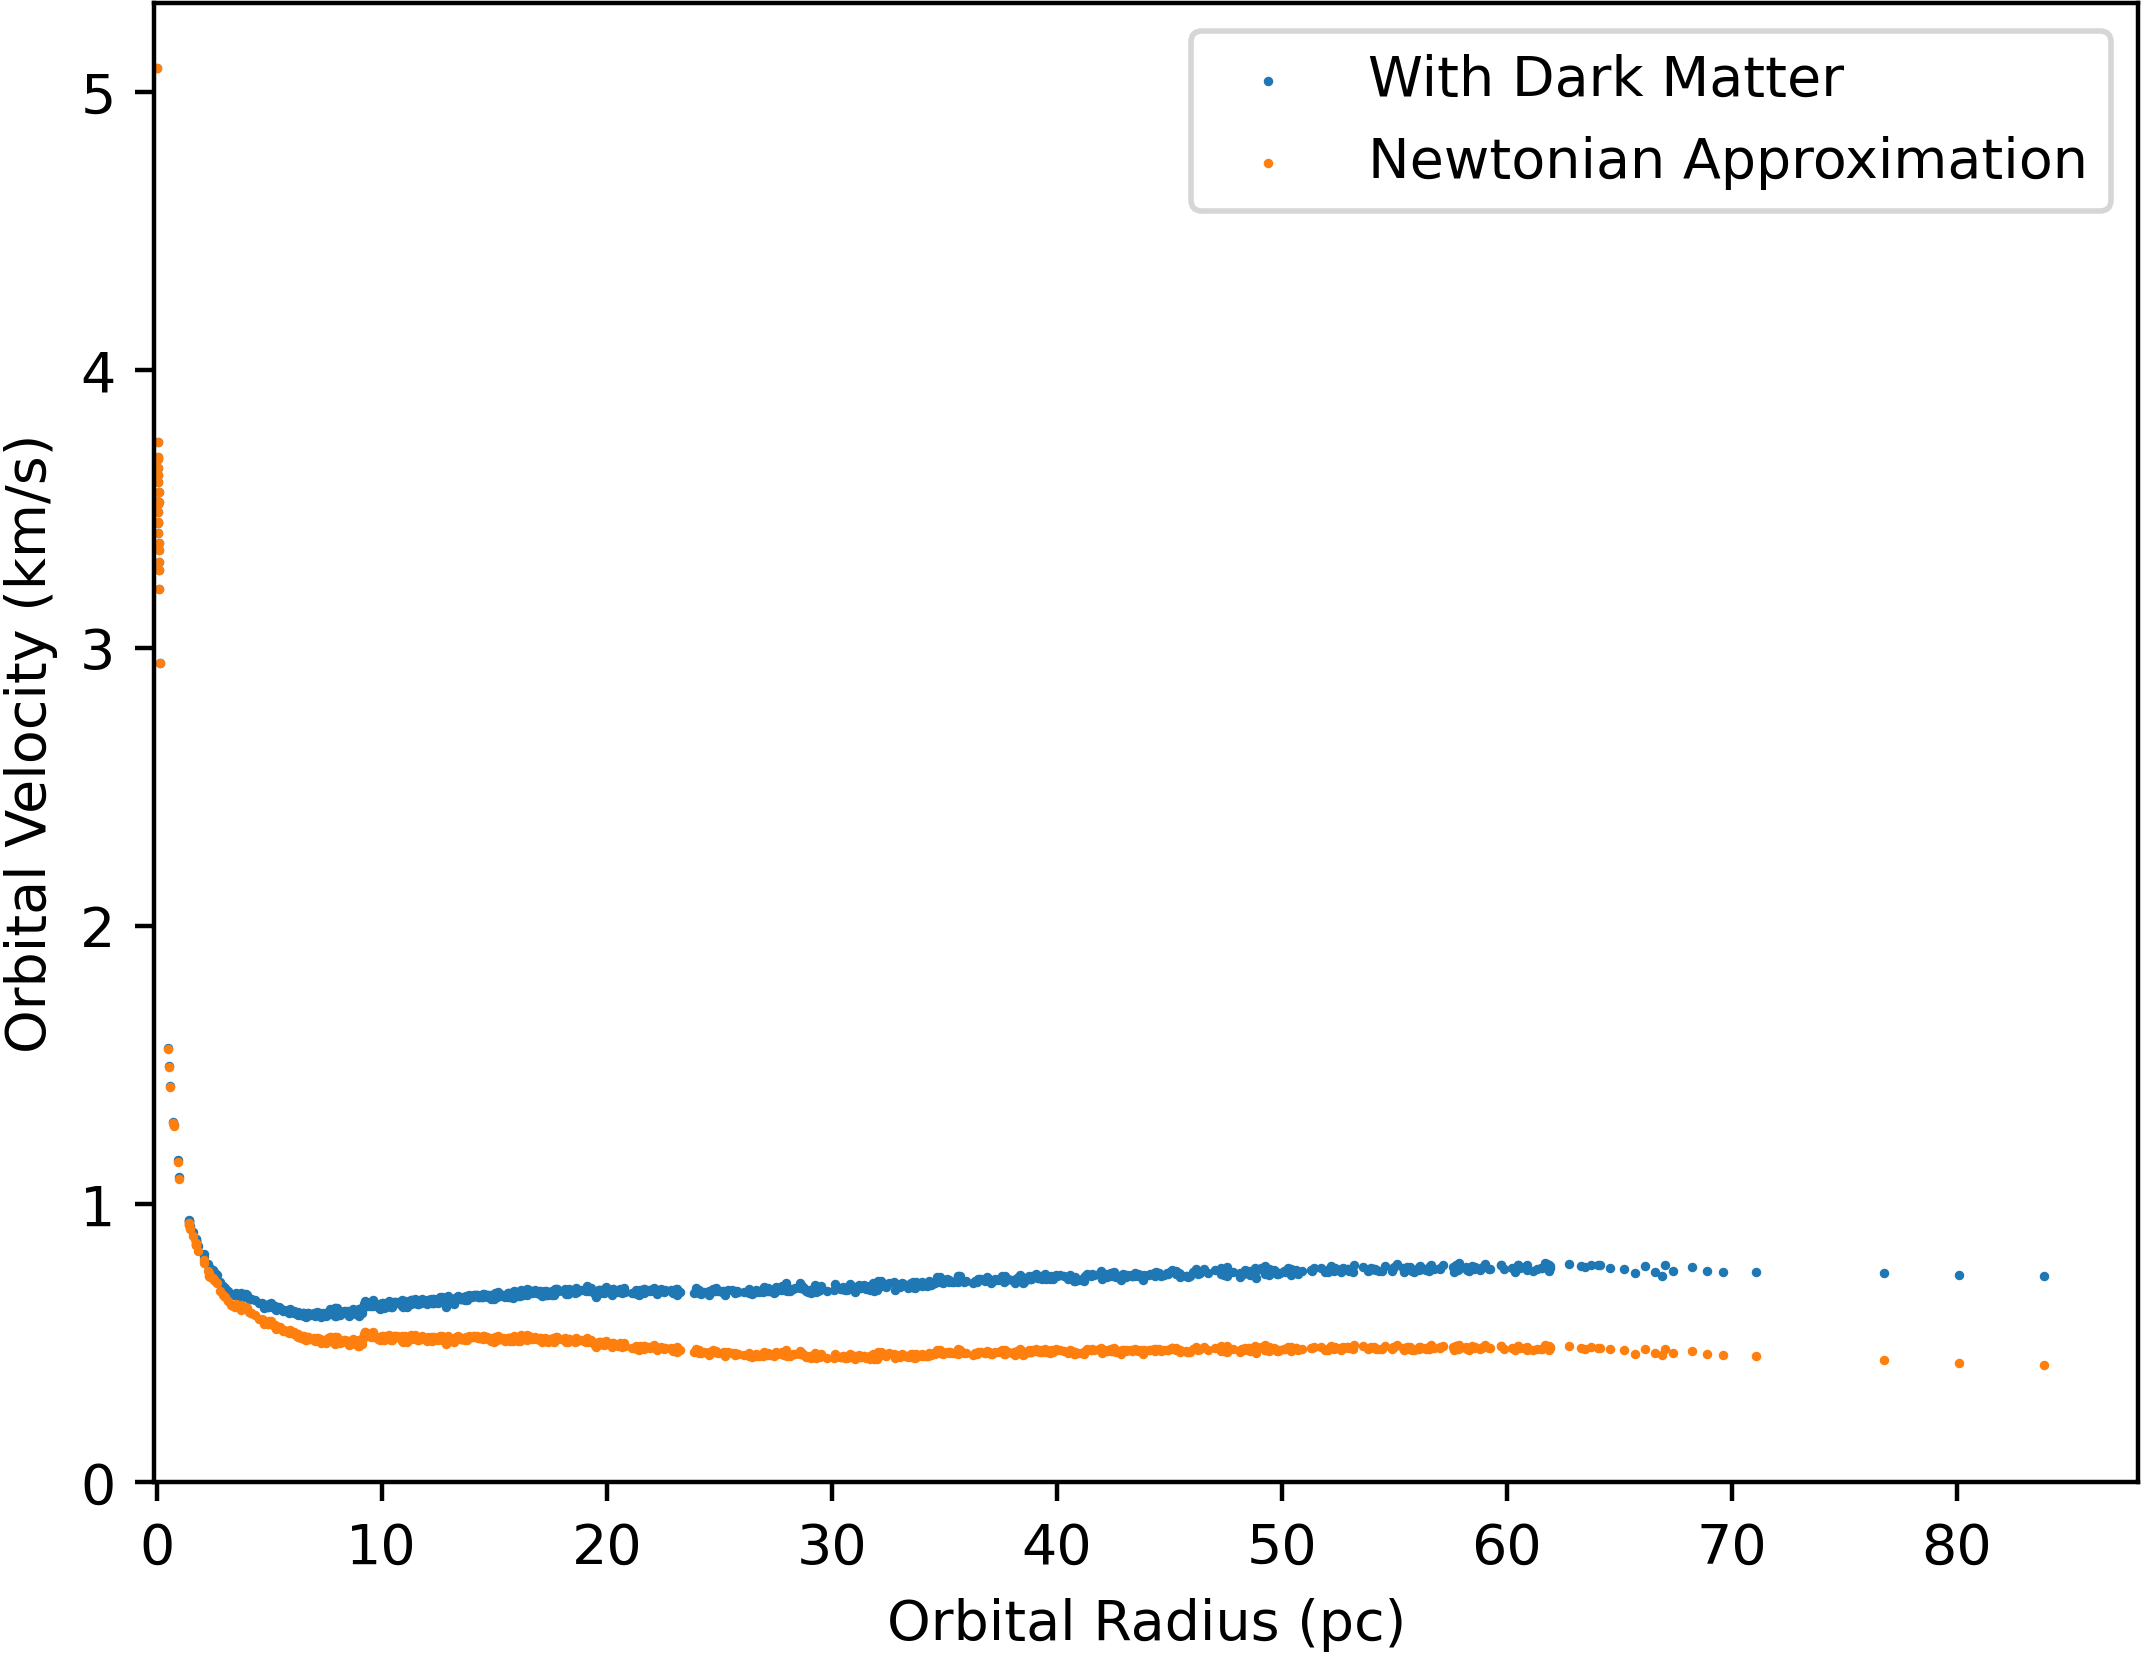 With Dark Matter
Newtonian Approximation
5
4
3
2
1
0
Orbital Velocity (km/s)
0 10 20 30 40 50 60 70 80
Orbital Radius (pc)